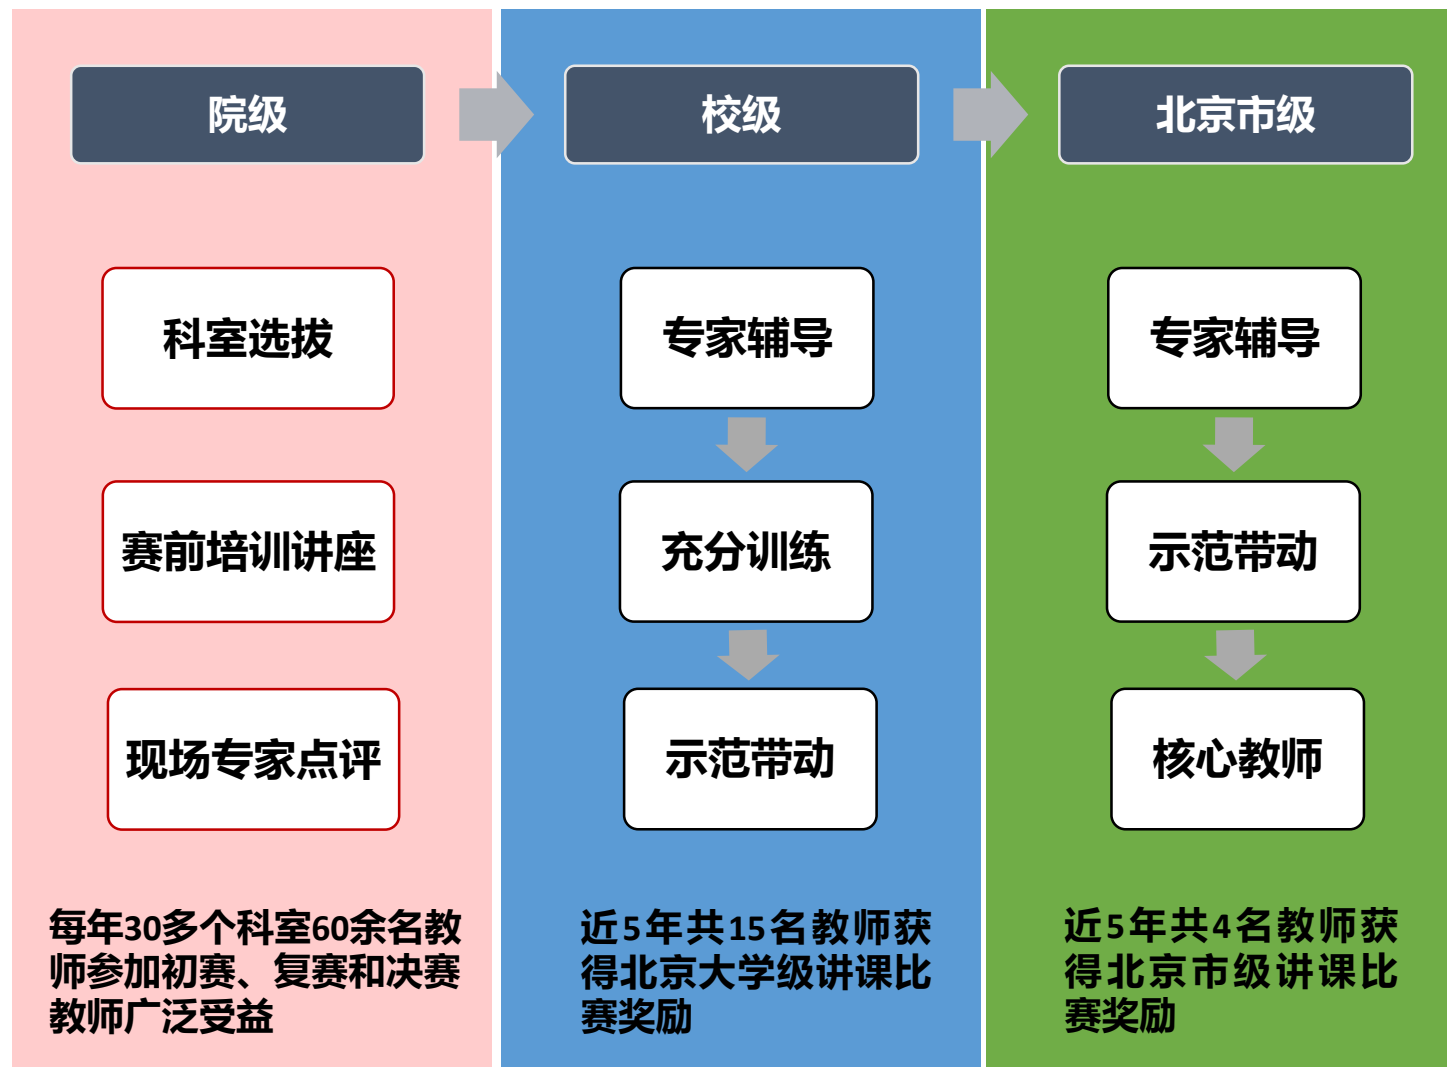 院级
校级
北京市级
科室选拔
赛前培训讲座
现场专家点评
每年30多个科室60余名教
师参加初赛、复赛和决赛
教师广泛受益
专家辅导
充分训练
示范带动
近5年共15名教师获
得北京大学级讲课比
赛奖励
专家辅导
示范带动
核心教师
近5年共4名教师获
得北京市级讲课比
赛奖励